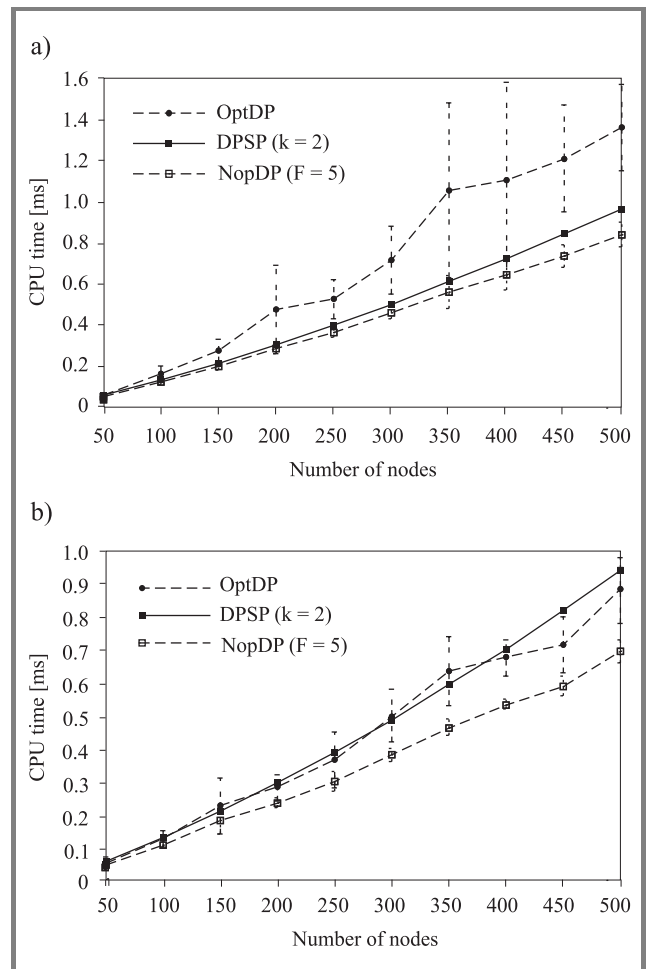 a)
1.6
1.4
1.2
1.0
0.8
0.6
0.4
0.2
0
CPU time [ms]
OptDP
DPSP (k = 2)
NopDP (F = 5)
50 100 150 200 250 300 350 400 450 500
Number of nodes
b)
1.0
0.9
0.8
0.7
0.6
0.5
0.4
0.3
0.2
0.1
0
CPU time [ms]
OptDP
DPSP (k = 2)
NopDP (F = 5)
50 100 150 200 250 300 350 400 450 500
Number of nodes